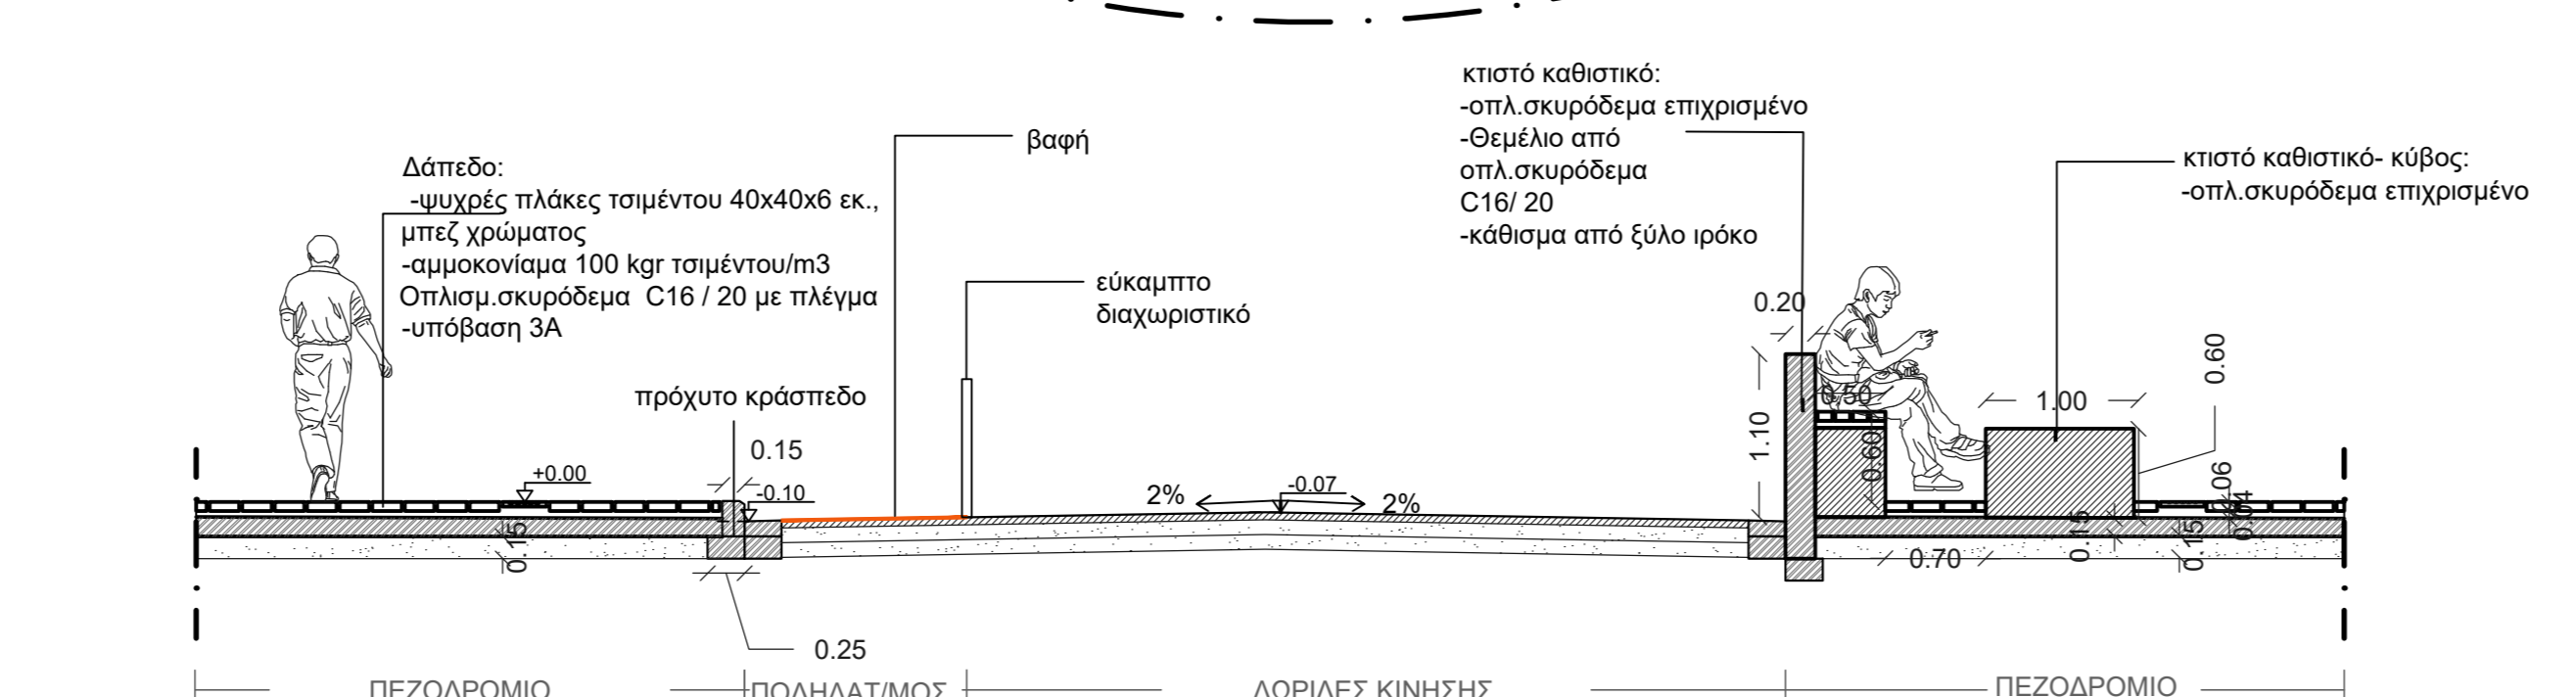 κτιστό καθιστικό:
-οπλ.σκυρόδεμα επιχρισμένο
-Θεμέλιο από
οπλ.σκυρόδεμα
C16/ 20
-κάθισμα από ξύλο ιρόκο
βαφή
κτιστό καθιστικό- κύβος:
-οπλ.σκυρόδεμα επιχρισμένο
Δάπεδο:
-ψυχρές πλάκες τσιμέντου 40x40x6 εκ.,
μπεζ χρώματος
-αμμοκονίαμα 100 kgr τσιμέντου/m3
Οπλισμ.σκυρόδεμα C16 / 20 με πλέγμα
-υπόβαση 3Α
εύκαμπτο
διαχωριστικό
0.20
0.60
πρόχυτο κράσπεδο
0.50
1.00
0.15
1.10
0.60
+0.00
-0.10
-0.07
2%
2%
0.15
0.70
0.15
0.15
0.04
0.25
ΠΕΖΟΔΡΟΜΙΟ
ΠΟΔΗΛΑΤ/ΜΟΣ
ΛΩΡΙΔΕΣ ΚΙΝΗΣΗΣ
ΠΕΖΟΔΡΟΜΙΟ